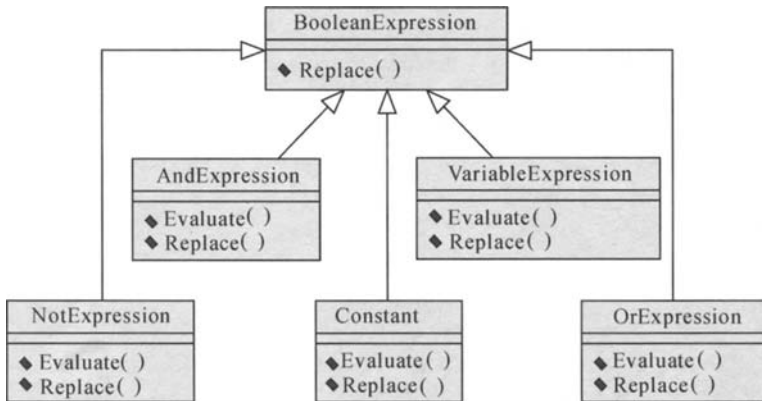 BooleanExpression
Replace( )
AndExpression
Evaluate( )
Replace( )
VariableExpression
Evaluate( )
Replace( )
NotExpression
Evaluate( )
Replace( )
Constant
Evaluate( )
Replace( )
OrExpression
Evaluate( )
Replace( )